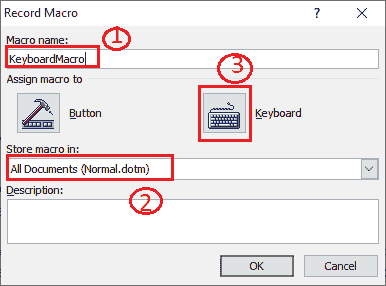 Record Macro
Macro name:
1
KeyboardMacro
3
Assign macro to
Button
Keyboard
Store macro in:
All Documents (Normal.dotm)
Description:
2
OK
Cancel